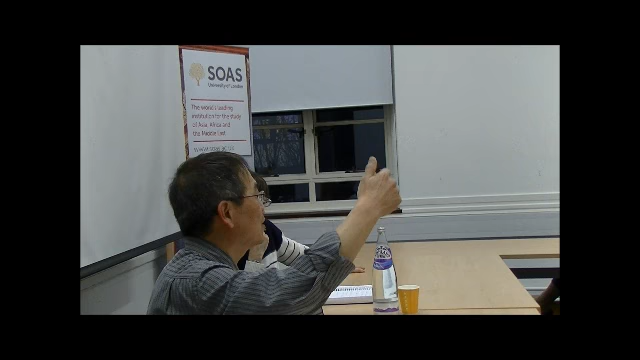 SOAS
University of London
The world's leading
institution for the study
of Asia, Africa and
the Middle East